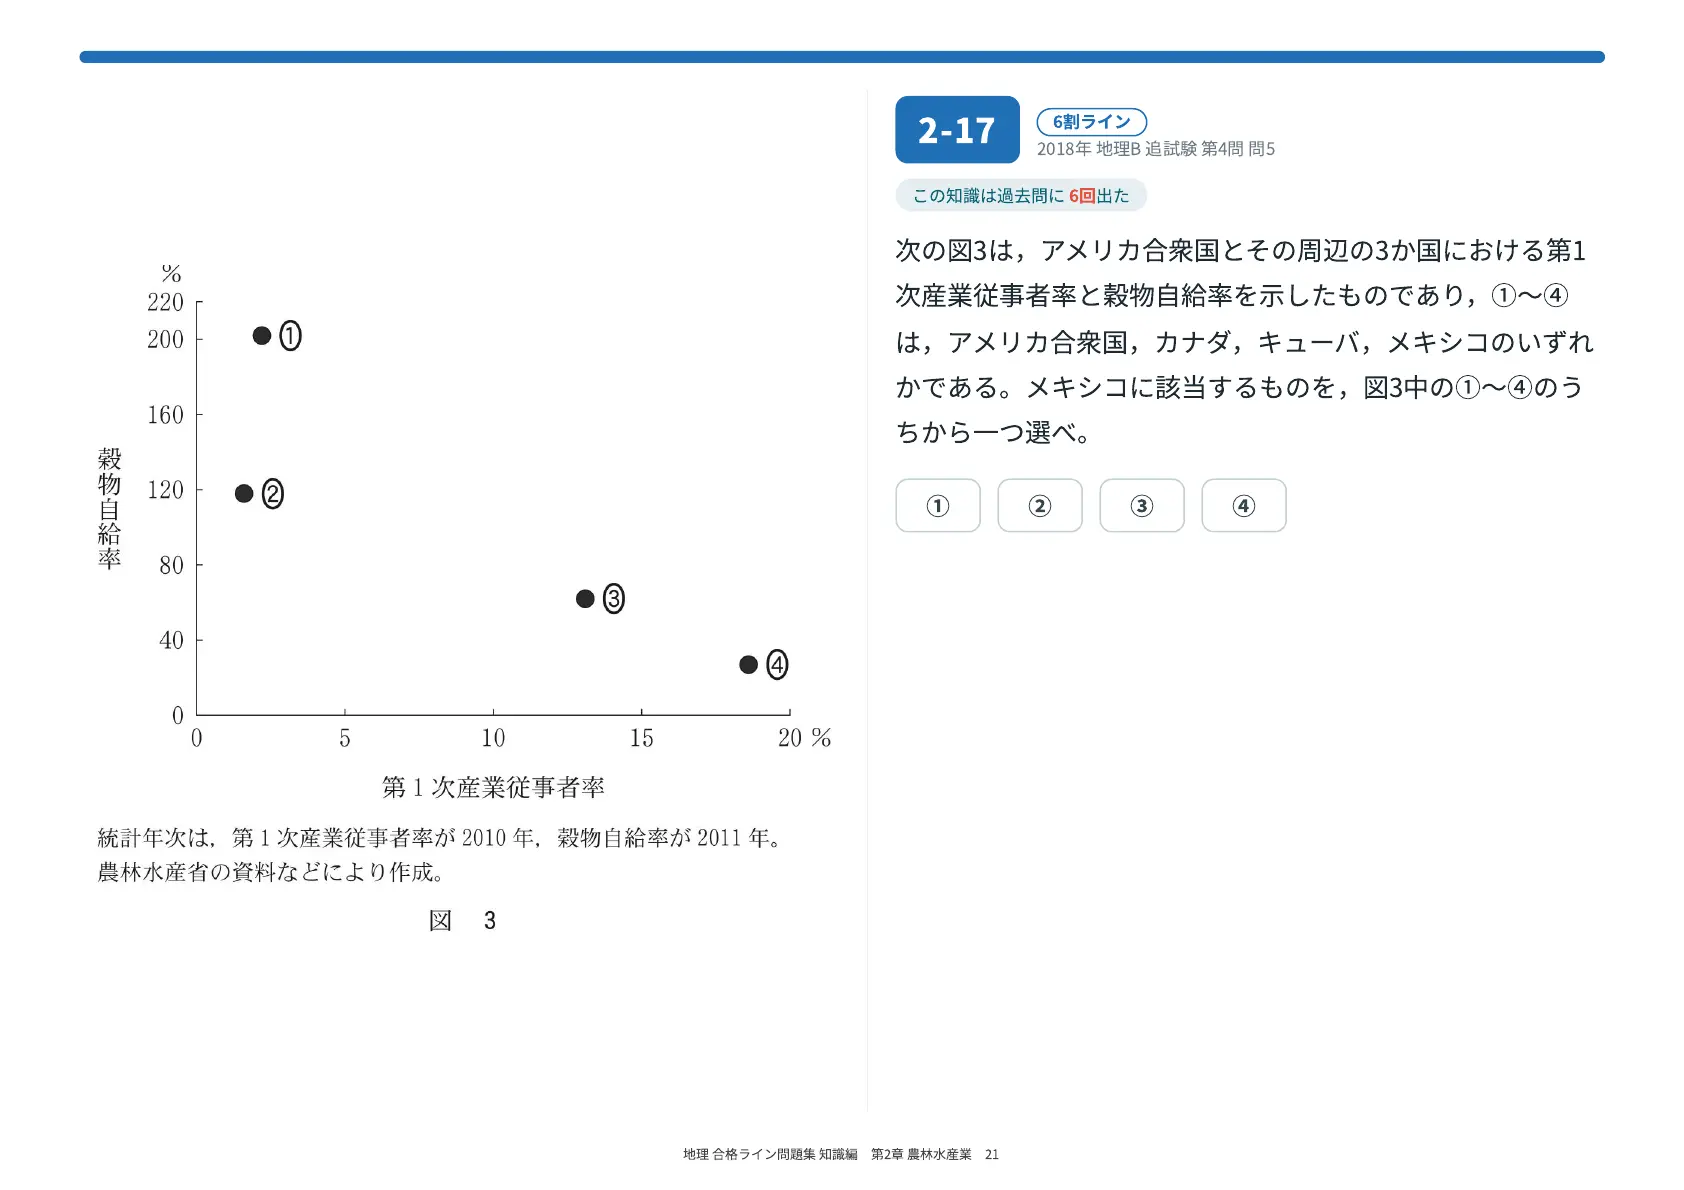 %
220
200
160
120
80
40
0
①
②
③
④
穀物自給率
0 5 10 15 20 %
第1次産業従事者率
統計年次は，第1次産業従事者率が2010年，穀物自給率が2011年。
農林水産省の資料などにより作成。
図 3
2-17
6割ライン
2018年 地理B 追試験 第4問 問5
この知識は過去問に 6回出た
次の図3は，アメリカ合衆国とその周辺の3か国における第1
次産業従事者率と穀物自給率を示したものであり，①～④
は，アメリカ合衆国，カナダ，キューバ，メキシコのいずれ
かである。メキシコに該当するものを，図3中の①～④のう
ちから一つ選べ。
① ② ③ ④
地理 合格ライン問題集 知識編 第2章 農林水産業 21